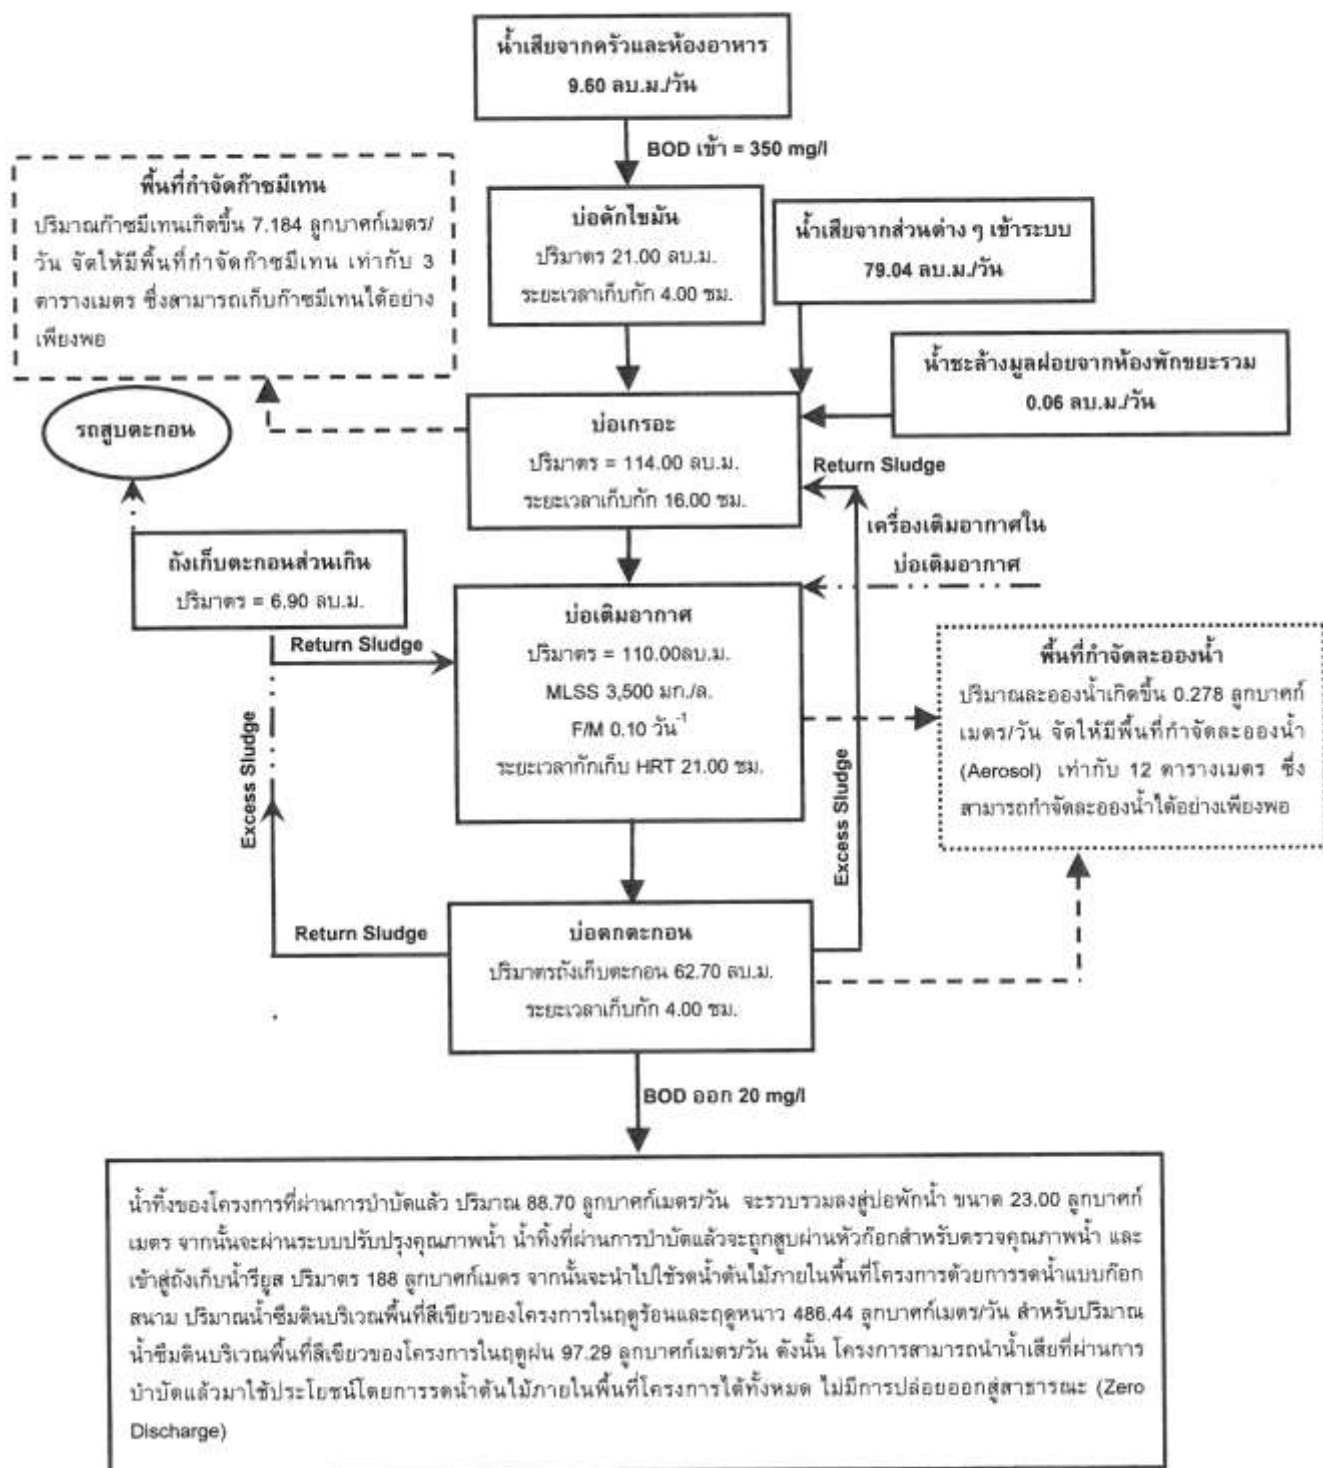 น้ำเสียจากครัวและห้องอาหาร
9.60 ลบ.ม./วัน
BOD เข้า = 350 mg/l
พื้นที่กำจัดก๊าซมีเทน
ปริมาณก๊าซมีเทนเกิดขึ้น 7.184 ลูกบาศก์เมตร/
วัน จัดให้มีพื้นที่กำจัดก๊าซมีเทน เท่ากับ 3
ตารางเมตร ซึ่งสามารถเก็บก๊าซมีเทนได้อย่าง
เพียงพอ
บ่อดักไขมัน
ปริมาตร 21.00 ลบ.ม.
ระยะเวลาเก็บกัก 4.00 ชม.
น้ำเสียจากส่วนต่าง ๆ เข้าระบบ
79.04 ลบ.ม./วัน
น้ำชะล้างมูลฝอยจากห้องพักขยะรวม
0.06 ลบ.ม./วัน
รถสูบตะกอน
บ่อเกรอะ
ปริมาตร = 114.00 ลบ.ม.
ระยะเวลาเก็บกัก 16.00 ชม.
Return Sludge
เครื่องเติมอากาศใน
บ่อเติมอากาศ
ถังเก็บตะกอนส่วนเกิน
ปริมาตร = 6.90 ลบ.ม.
Return Sludge
บ่อเติมอากาศ
ปริมาตร = 110.00ลบ.ม.
MLSS 3,500 มก./ล.
F/M 0.10 วัน⁻¹
ระยะเวลากักเก็บ HRT 21.00 ชม.
พื้นที่กำจัดละอองน้ำ
ปริมาณละอองน้ำเกิดขึ้น 0.278 ลูกบาศก์
เมตร/วัน จัดให้มีพื้นที่กำจัดละอองน้ำ
(Aerosol) เท่ากับ 12 ตารางเมตร ซึ่ง
สามารถกำจัดละอองน้ำได้อย่างเพียงพอ
Excess Sludge
Excess Sludge
Return Sludge
บ่อตกตะกอน
ปริมาตรถังเก็บตะกอน 62.70 ลบ.ม.
ระยะเวลาเก็บกัก 4.00 ชม.
BOD ออก 20 mg/l
น้ำทิ้งของโครงการที่ผ่านการบำบัดแล้ว ปริมาณ 88.70 ลูกบาศก์เมตร/วัน จะรวบรวมลงสู่บ่อพักน้ำ ขนาด 23.00 ลูกบาศก์
เมตร จากนั้นจะผ่านระบบปรับปรุงคุณภาพน้ำ น้ำทิ้งที่ผ่านการบำบัดแล้วจะถูกสูบผ่านหัวก๊อกสำหรับตรวจคุณภาพน้ำ และ
เข้าสู่ถังเก็บน้ำรียูส ปริมาตร 188 ลูกบาศก์เมตร จากนั้นจะนำไปใช้รดน้ำต้นไม้ภายในพื้นที่โครงการด้วยการรดน้ำแบบก๊อก
สนาม ปริมาณน้ำซึมดินบริเวณพื้นที่สีเขียวของโครงการในฤดูร้อนและฤดูหนาว 486.44 ลูกบาศก์เมตร/วัน สำหรับปริมาณ
น้ำซึมดินบริเวณพื้นที่สีเขียวของโครงการในฤดูฝน 97.29 ลูกบาศก์เมตร/วัน ดังนั้น โครงการสามารถนำน้ำเสียที่ผ่านการ
บำบัดแล้วมาใช้ประโยชน์โดยการรดน้ำต้นไม้ภายในพื้นที่โครงการได้ทั้งหมด ไม่มีการปล่อยออกสู่สาธารณะ (Zero
Discharge)